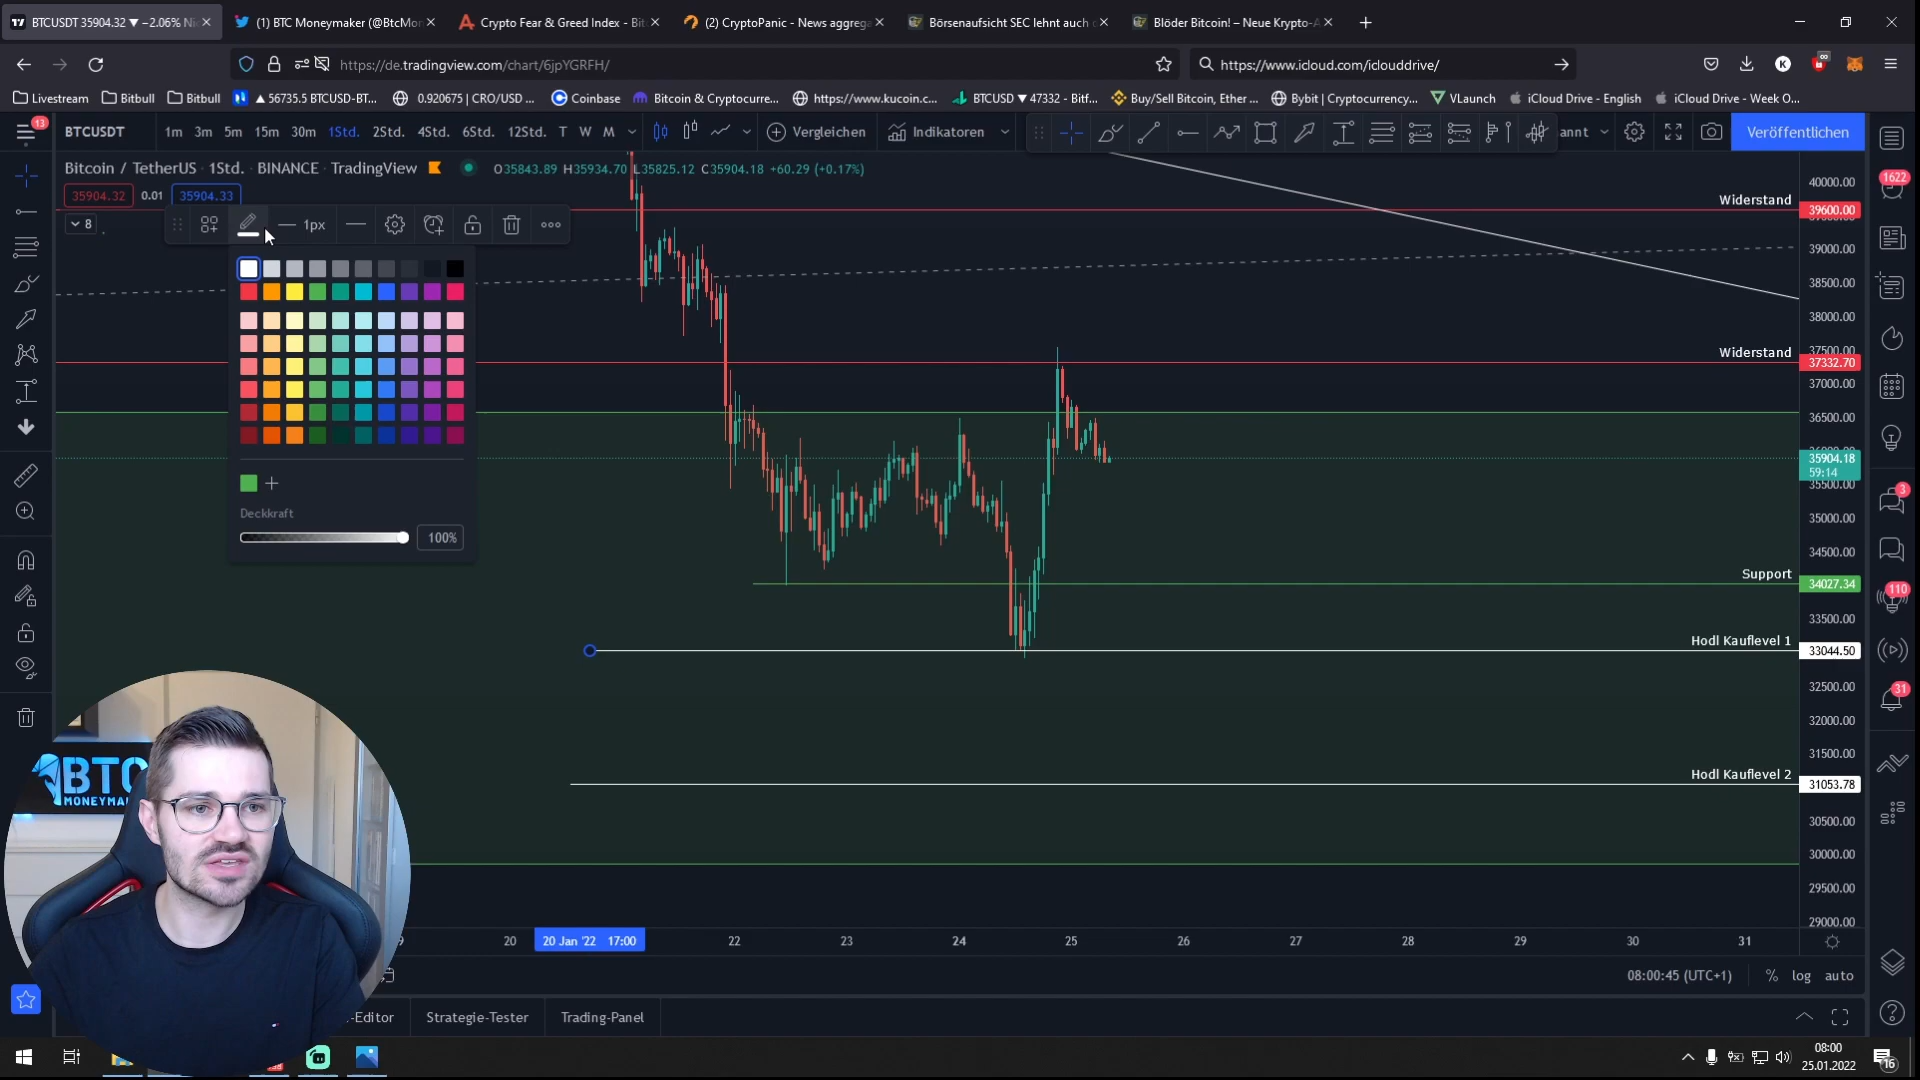 BTCUSDT 35904.32 ▼ −2.06%
(1) BTC Moneymaker (@BtcMon
Crypto Fear & Greed Index - Bit
(2) CryptoPanic - News aggrega
Börsenaufsicht SEC lehnt auch
Blöder Bitcoin! – Neue Krypto-A
https://de.tradingview.com/chart/6jpYGRFH/
https://www.icloud.com/iclouddrive/
Livestream
Bitbull
Bitbull
▲ 56735.5 BTCUSD-BT...
0.920675 | CRO/USD ...
Coinbase
Bitcoin & Cryptocurre...
https://www.kucoin.c...
BTCUSD ▼ 47332 - Bitf...
Buy/Sell Bitcoin, Ether ...
Bybit | Cryptocurrency...
VLaunch
iCloud Drive - English
iCloud Drive - Week O...
13
BTCUSDT
1m 3m 5m 15m 30m 1Std. 2Std. 4Std. 6Std. 12Std. T W M
Vergleichen
Indikatoren
annt
Veröffentlichen
Bitcoin / TetherUS · 1Std. · BINANCE · TradingView
O35843.89 H35934.70 L35825.12 C35904.18 +60.29 (+0.17%)
35904.32 0.01 35904.33
8
1px
Deckkraft
100%
Widerstand
Widerstand
Support
Hodl Kauflevel 1
Hodl Kauflevel 2
40000.00
39600.00
39000.00
38500.00
38000.00
37500.00
37332.70
37000.00
36500.00
35904.18
59:14
35500.00
35000.00
34500.00
34027.34
33500.00
33044.50
32500.00
32000.00
31500.00
31053.78
30500.00
30000.00
29500.00
29000.00
1622
3
110
31
BTC
MONEYMA
20 20 Jan '22 17:00 22 23 24 25 26 27 28 29 30 31
08:00:45 (UTC+1) % log auto
-Editor
Strategie-Tester
Trading-Panel
08:00
25.01.2022
16